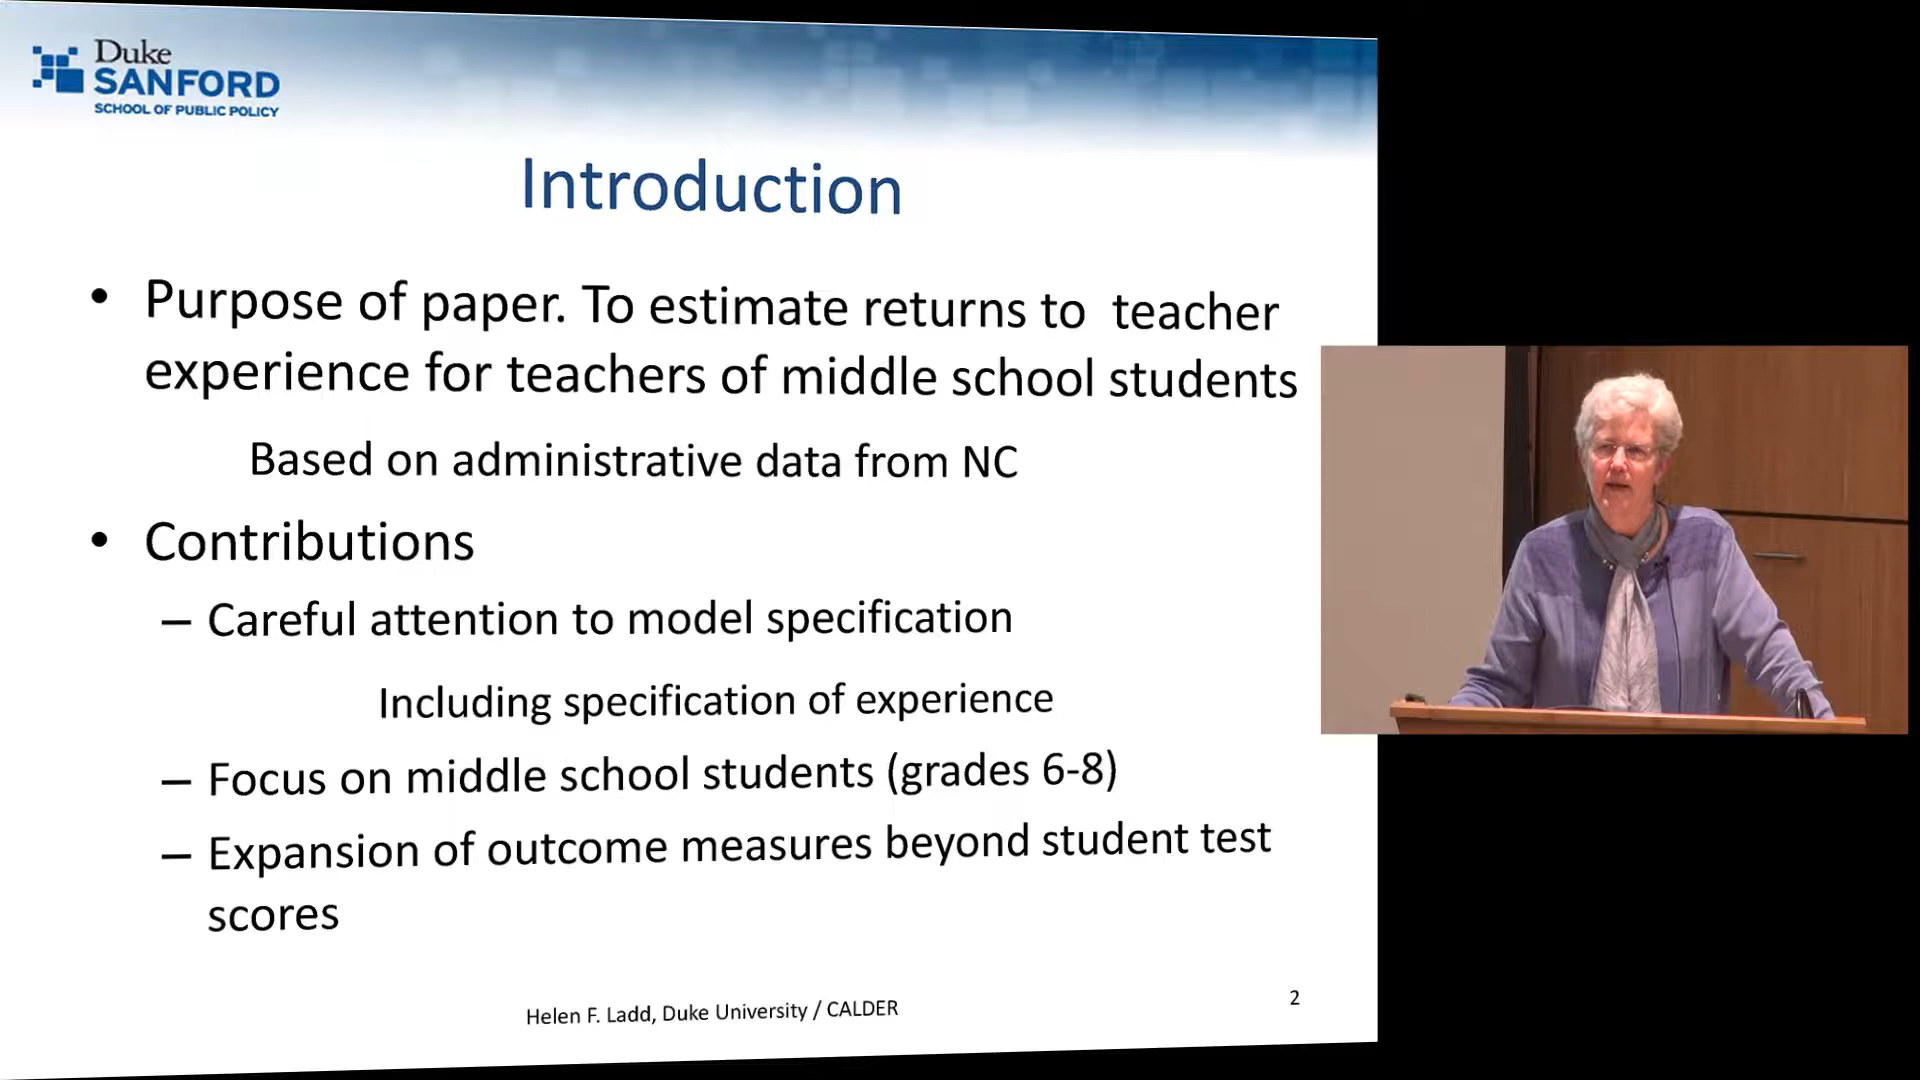 Duke
SANFORD
SCHOOL OF PUBLIC POLICY
Introduction
• Purpose of paper. To estimate returns to teacher
experience for teachers of middle school students
Based on administrative data from NC
• Contributions
– Careful attention to model specification
Including specification of experience
– Focus on middle school students (grades 6-8)
– Expansion of outcome measures beyond student test
scores
Helen F. Ladd, Duke University / CALDER
2